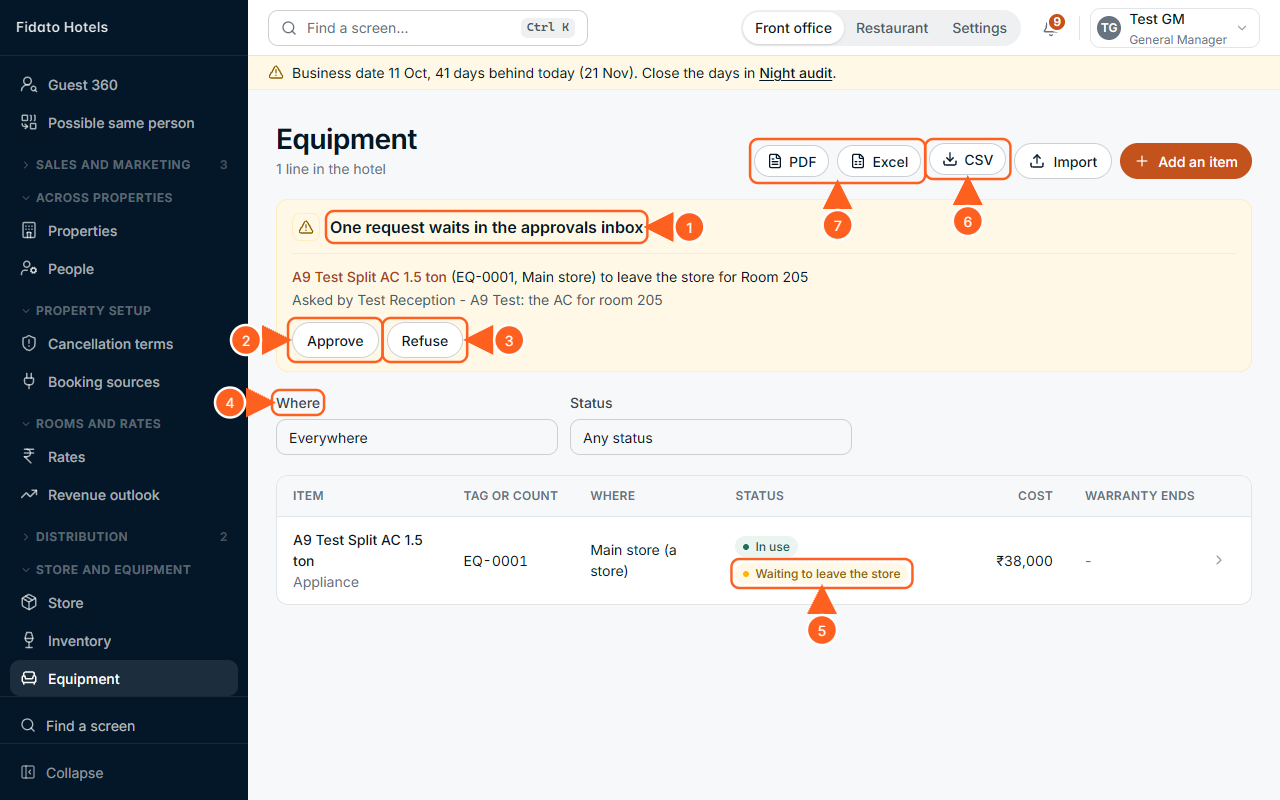 Fidato Hotels
Find a screen...
Ctrl K
Front office
Restaurant
Settings
9
TG
Test GM
General Manager
Business date 11 Oct, 41 days behind today (21 Nov). Close the days in Night audit.
Guest 360
Possible same person
SALES AND MARKETING 3
ACROSS PROPERTIES
Properties
People
PROPERTY SETUP
Cancellation terms
Booking sources
ROOMS AND RATES
Rates
Revenue outlook
DISTRIBUTION 2
STORE AND EQUIPMENT
Store
Inventory
Equipment
Find a screen
Collapse
Equipment
1 line in the hotel
PDF
Excel
CSV
Import
Add an item
7
6
One request waits in the approvals inbox
1
A9 Test Split AC 1.5 ton (EQ-0001, Main store) to leave the store for Room 205
Asked by Test Reception - A9 Test: the AC for room 205
2
Approve
Refuse
3
4
Where
Status
Everywhere
Any status
ITEM
TAG OR COUNT
WHERE
STATUS
COST
WARRANTY ENDS
A9 Test Split AC 1.5
ton
Appliance
EQ-0001
Main store (a
store)
In use
Waiting to leave the store
₹38,000
-
5